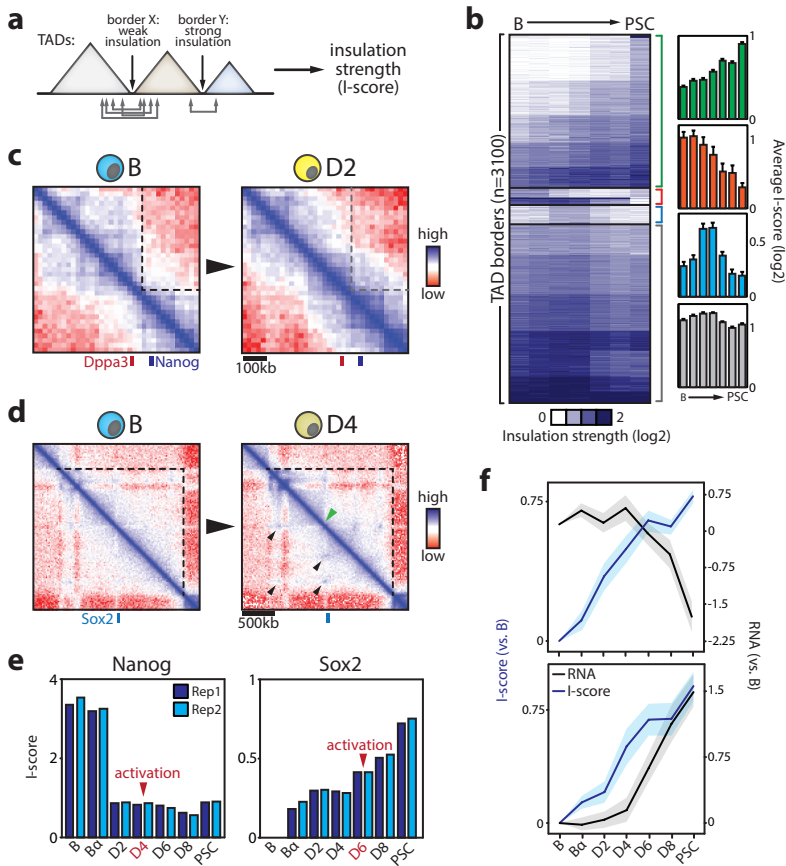 a
TADs:
border X:
weak
insulation
border Y:
strong
insulation
insulation
strength
(I-score)
b
B
PSC
TAD borders (n=3100)
0
2
Insulation strength (log2)
1
0
1
0
0.5
0
1
0
Average I-score (log2)
B
PSC
c
B
D2
high
low
Dppa3
Nanog
100kb
d
B
D4
high
low
Sox2
500kb
e
Nanog
Sox2
I-score
4
2
0
Rep1
Rep2
activation
B
Bα
D2
D4
D6
D8
PSC
1
0.5
0
activation
B
Bα
D2
D4
D6
D8
PSC
f
I-score (vs. B)
RNA (vs. B)
0.75
0
0.75
0
-0.75
-1.5
-2.25
RNA
I-score
0.75
0
1.5
0.75
0
B
Bα
D2
D4
D6
D8
PSC